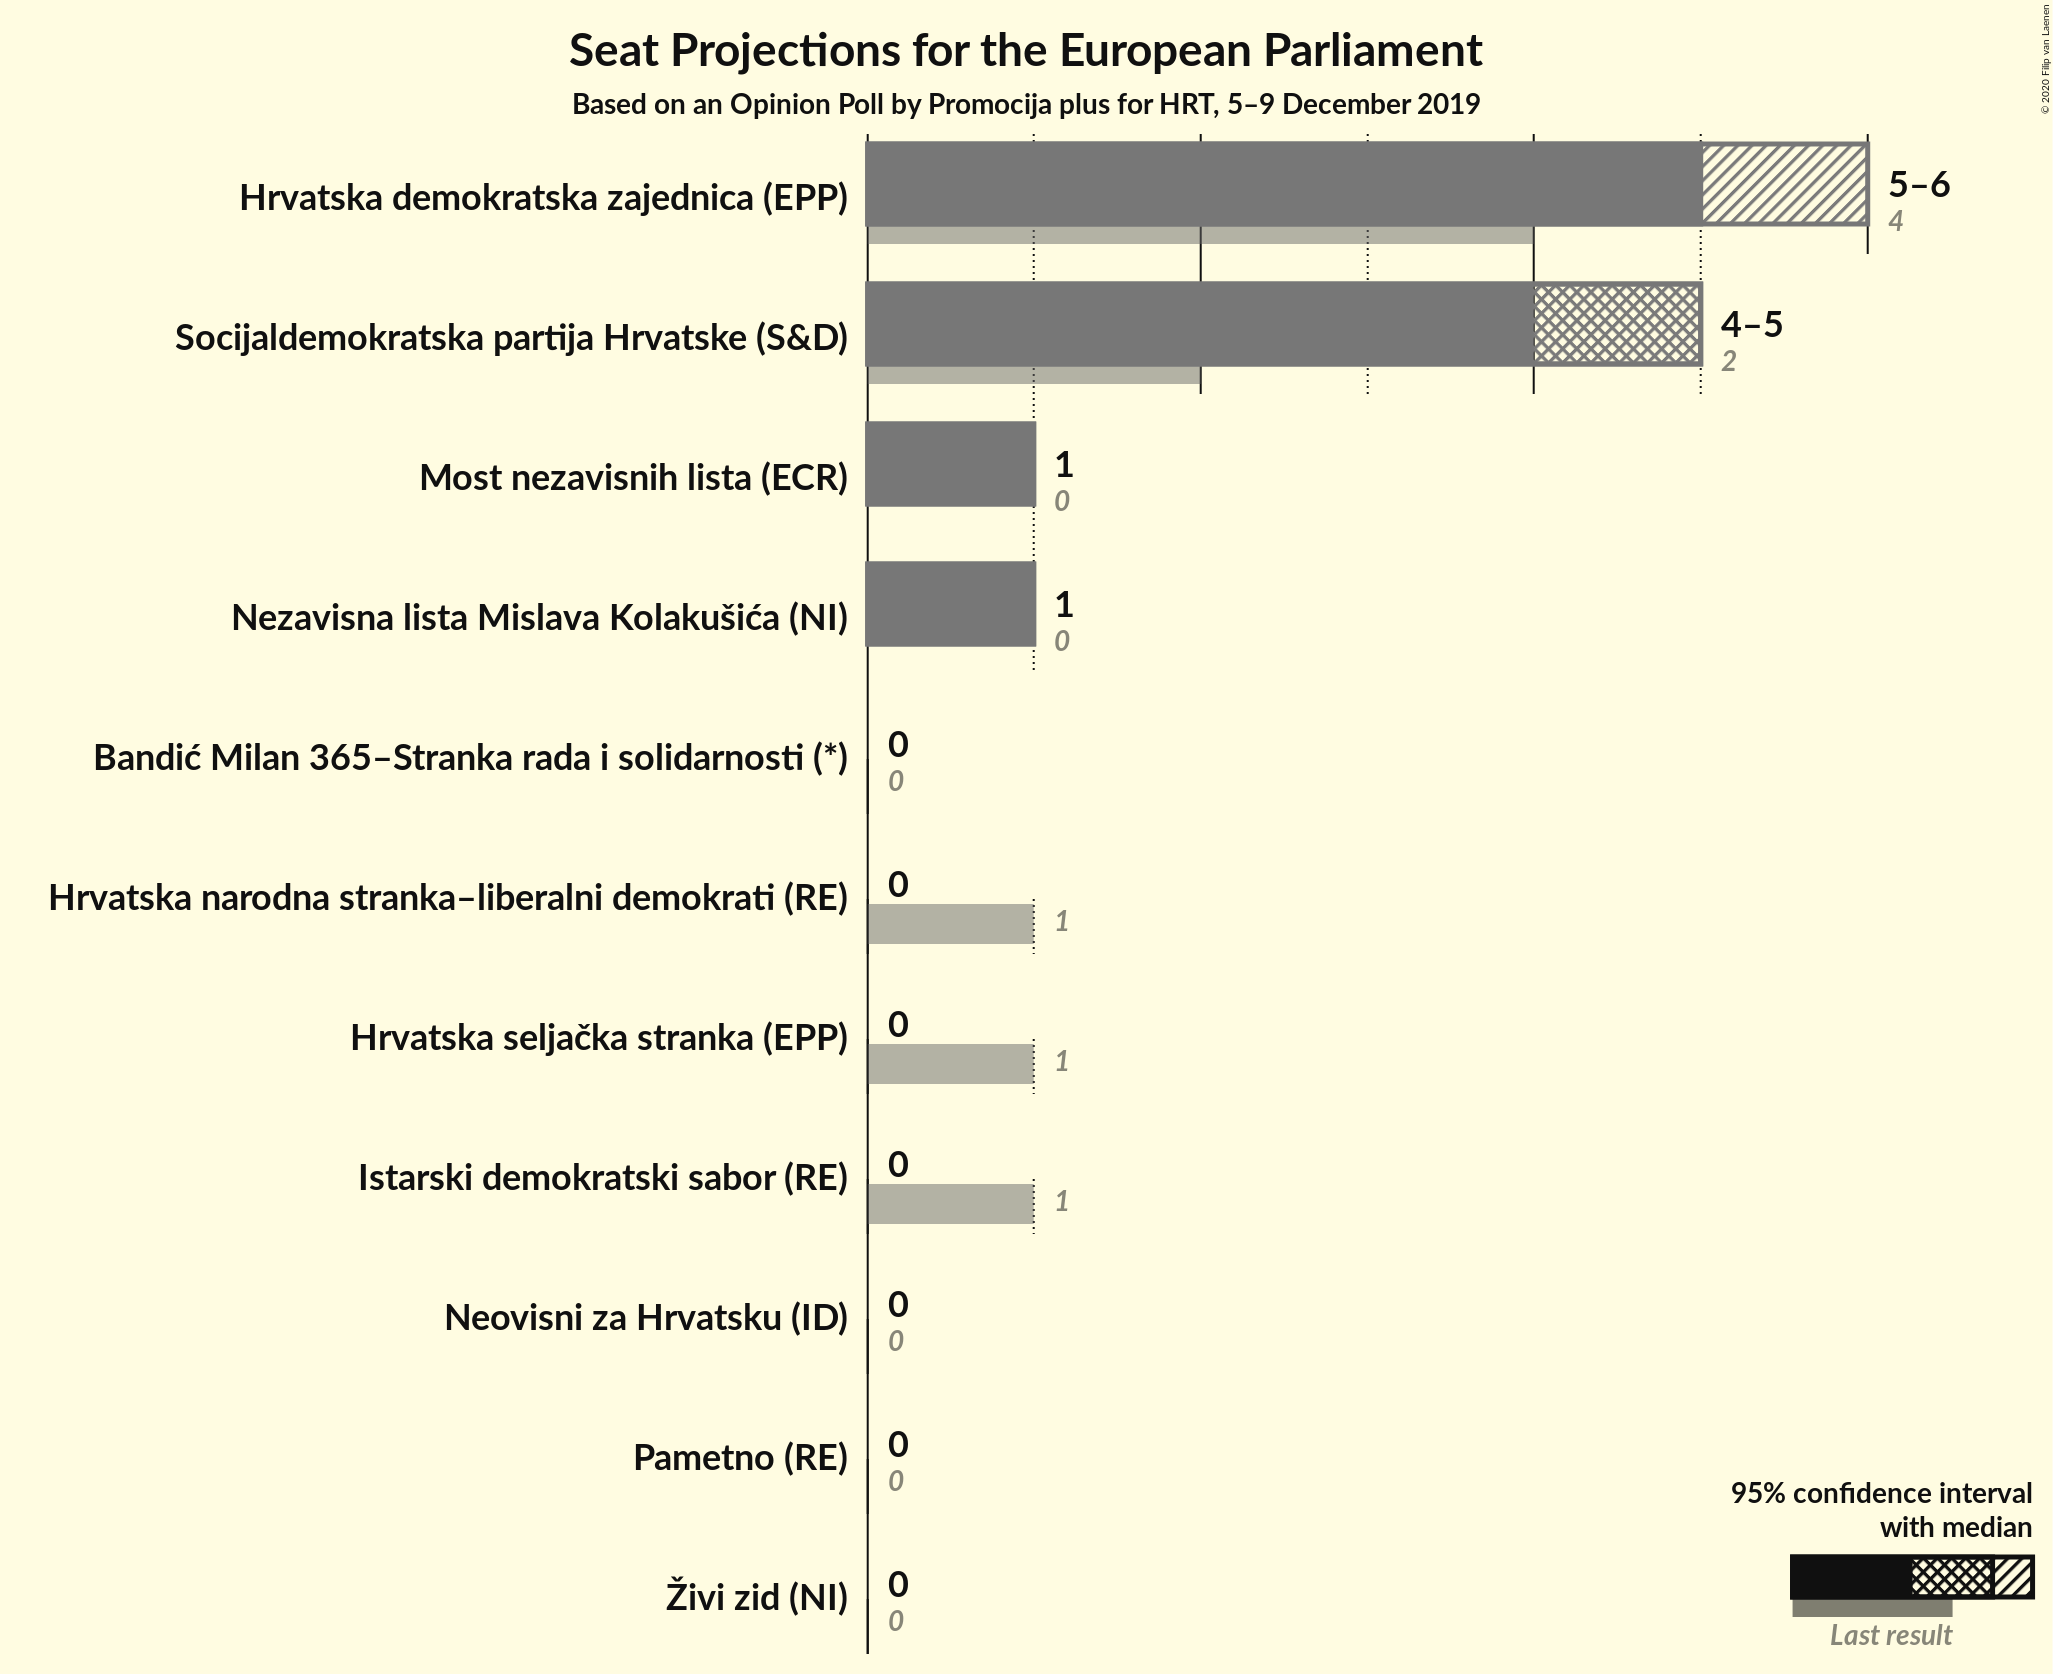 Seat Projections for the European Parliament
Based on an Opinion Poll by Promocija plus for HRT, 5–9 December 2019
© 2020 Filip van Laenen
Hrvatska demokratska zajednica (EPP)
5–6
4
Socijaldemokratska partija Hrvatske (S&D)
4–5
2
Most nezavisnih lista (ECR)
1
0
Nezavisna lista Mislava Kolakušića (NI)
1
0
Bandić Milan 365–Stranka rada i solidarnosti (*)
0
0
Hrvatska narodna stranka–liberalni demokrati (RE)
0
1
Hrvatska seljačka stranka (EPP)
0
1
Istarski demokratski sabor (RE)
0
1
Neovisni za Hrvatsku (ID)
0
0
Pametno (RE)
0
0
Živi zid (NI)
0
0
95% confidence interval
with median
Last result